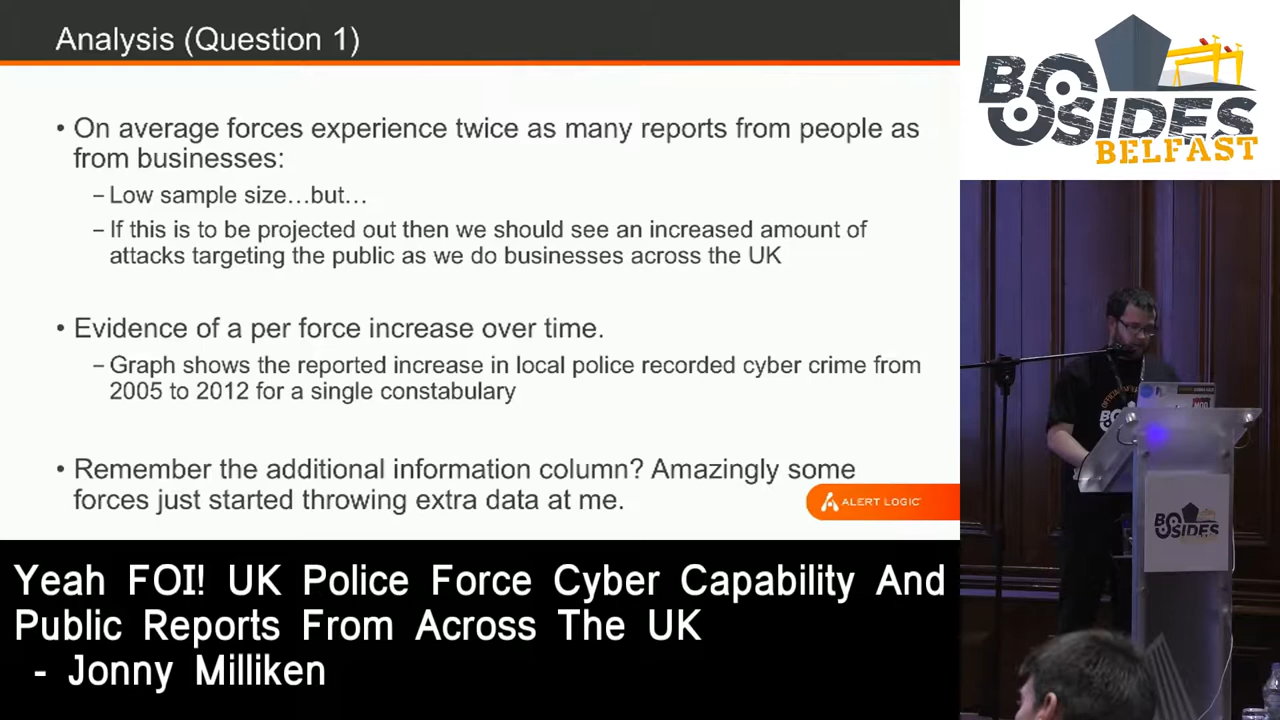 Analysis (Question 1)
• On average forces experience twice as many reports from people as
from businesses:
– Low sample size…but…
– If this is to be projected out then we should see an increased amount of
attacks targeting the public as we do businesses across the UK
• Evidence of a per force increase over time.
– Graph shows the reported increase in local police recorded cyber crime from
2005 to 2012 for a single constabulary
• Remember the additional information column? Amazingly some
forces just started throwing extra data at me.
ALERT LOGIC
BSIDES
BELFAST
BSIDES
Yeah FOI! UK Police Force Cyber Capability And
Public Reports From Across The UK
- Jonny Milliken